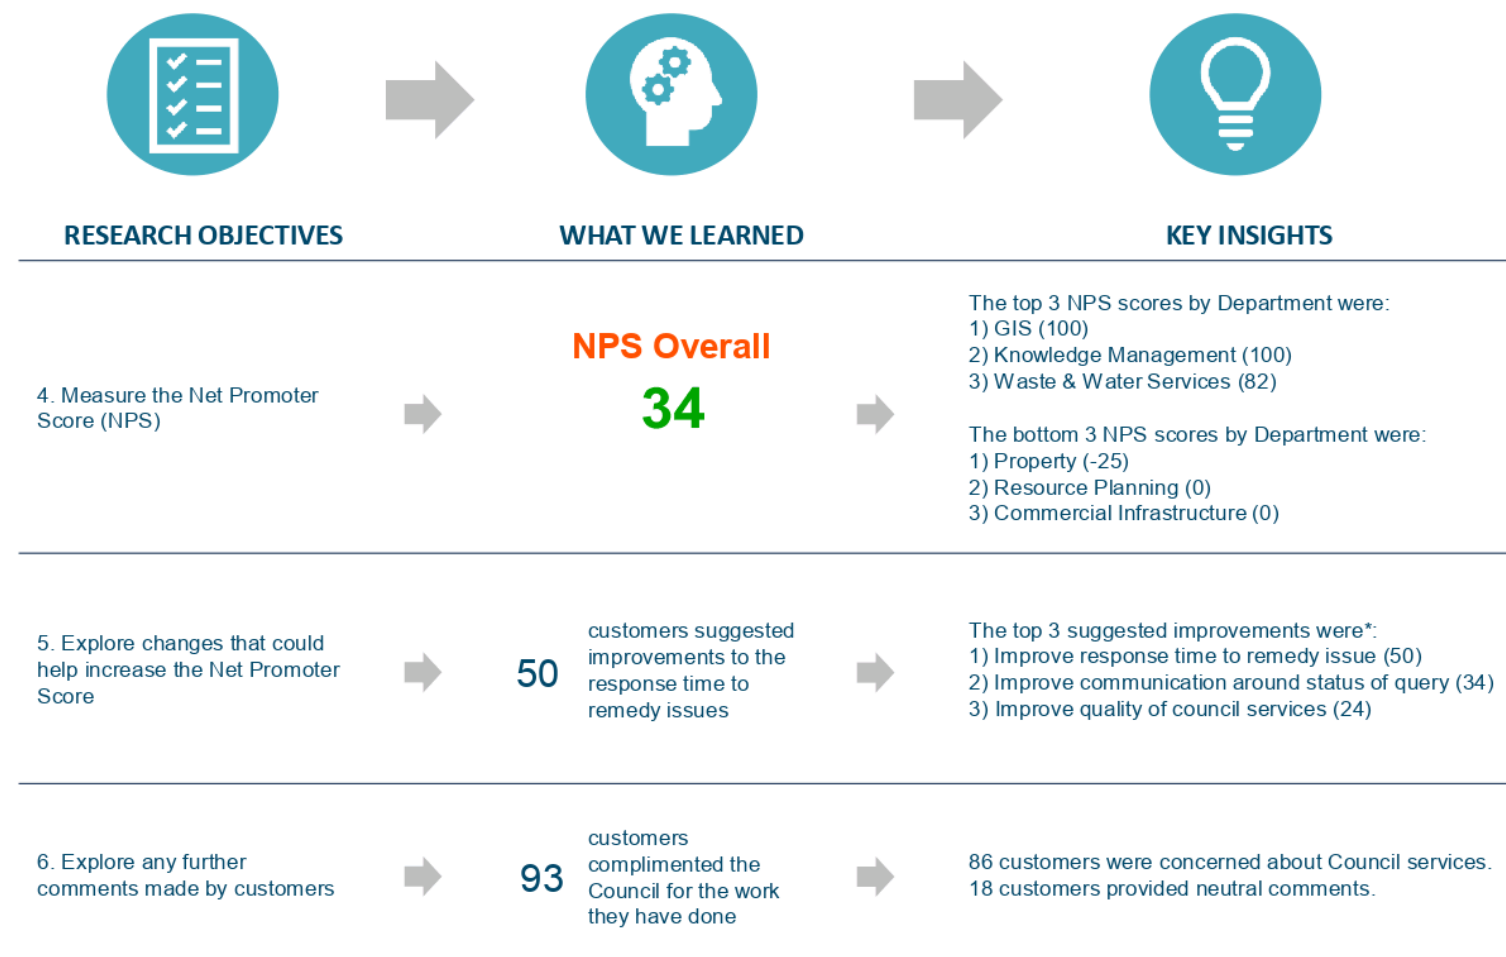 RESEARCH OBJECTIVES
WHAT WE LEARNED
KEY INSIGHTS
4. Measure the Net Promoter
Score (NPS)
NPS Overall
34
The top 3 NPS scores by Department were:
1) GIS (100)
2) Knowledge Management (100)
3) Waste & Water Services (82)
The bottom 3 NPS scores by Department were:
1) Property (-25)
2) Resource Planning (0)
3) Commercial Infrastructure (0)
5. Explore changes that could
help increase the Net Promoter
Score
50
customers suggested
improvements to the
response time to
remedy issues
The top 3 suggested improvements were*:
1) Improve response time to remedy issue (50)
2) Improve communication around status of query (34)
3) Improve quality of council services (24)
6. Explore any further
comments made by customers
93
customers
complimented the
Council for the work
they have done
86 customers were concerned about Council services.
18 customers provided neutral comments.